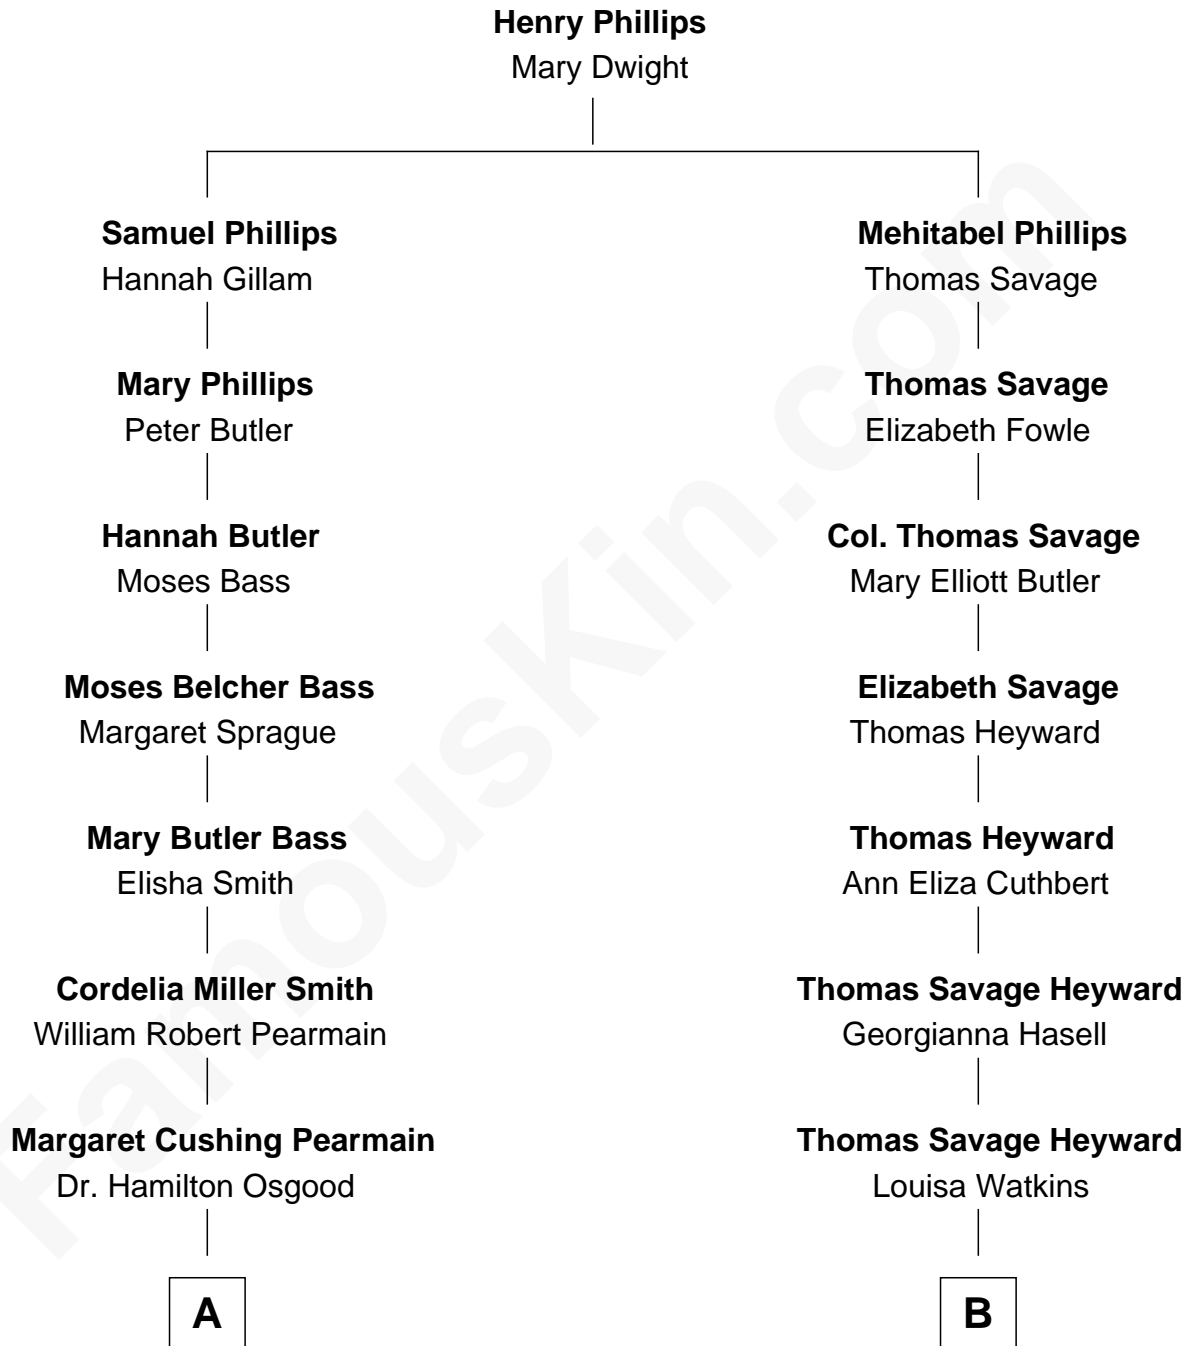 Henry Phillips
Mary Dwight
Samuel Phillips
Hannah Gillam
Mehitabel Phillips
Thomas Savage
Mary Phillips
Peter Butler
Thomas Savage
Elizabeth Fowle
Hannah Butler
Moses Bass
Col. Thomas Savage
Mary Elliott Butler
Moses Belcher Bass
Margaret Sprague
Elizabeth Savage
Thomas Heyward
Mary Butler Bass
Elisha Smith
Thomas Heyward
Ann Eliza Cuthbert
Cordelia Miller Smith
William Robert Pearmain
Thomas Savage Heyward
Georgianna Hasell
Margaret Cushing Pearmain
Dr. Hamilton Osgood
Thomas Savage Heyward
Louisa Watkins
A
B
FamousKin.com